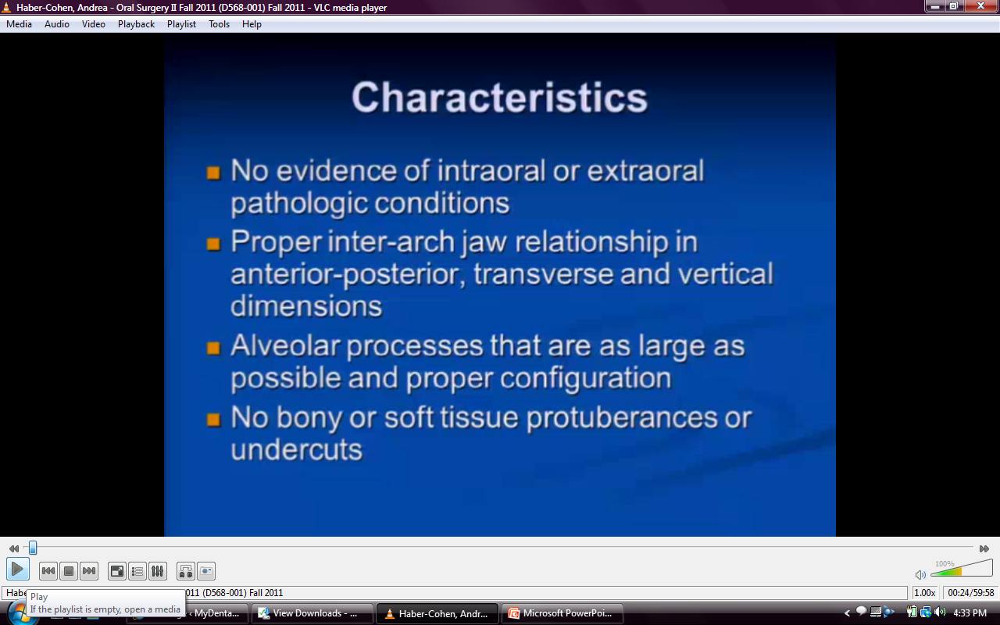 Haber-Cohen, Andrea - Oral Surgery II Fall 2011 (D568-001) Fall 2011 - VLC media player
Media Audio Video Playback Playlist Tools Help
Characteristics
No evidence of intraoral or extraoral
pathologic conditions
Proper inter-arch jaw relationship in
anterior-posterior, transverse and vertical
dimensions
Alveolar processes that are as large as
possible and proper configuration
No bony or soft tissue protuberances or
undercuts
100%
Habe 011 (D568-001) Fall 2011 1.00x 00:24/59:58
Play
If the playlist is empty, open a media
‹ MyDenta... View Downloads - ... Haber-Cohen, Andr... Microsoft PowerPoi... 4:33 PM